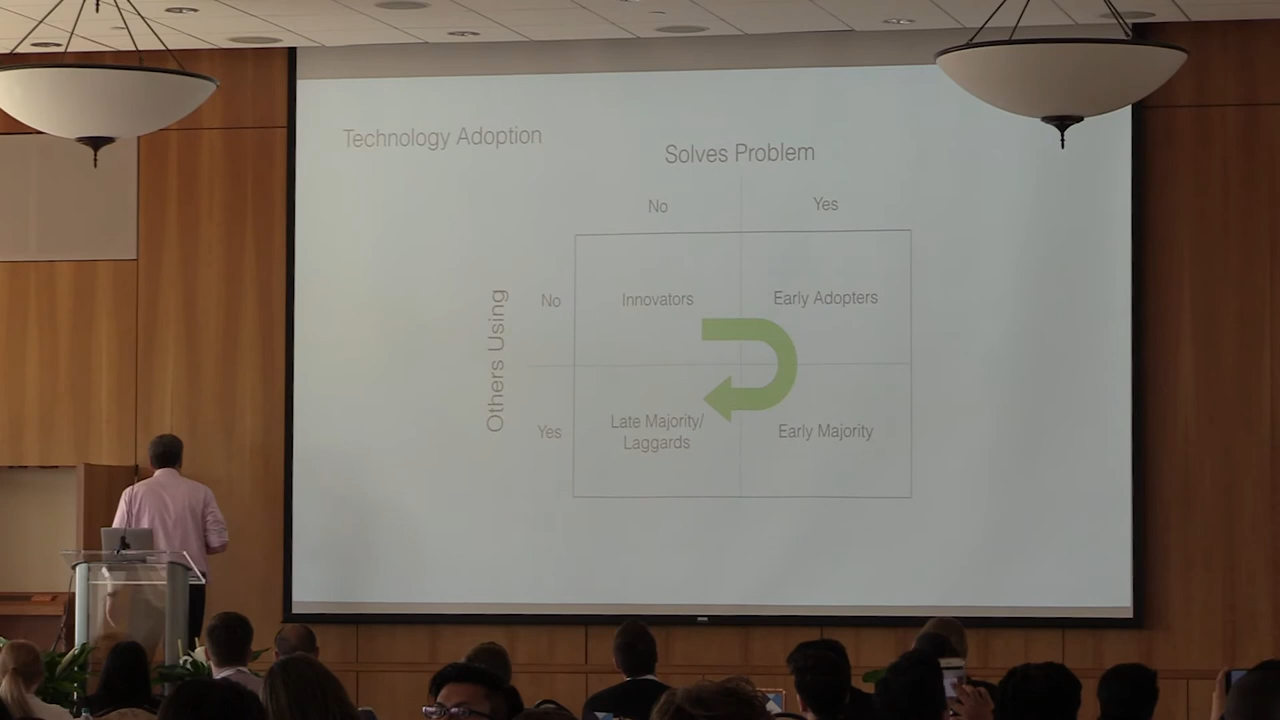 Technology Adoption
Solves Problem
No
Yes
Others Using
No
Innovators
Early Adopters
Yes
Late Majority/
Laggards
Early Majority